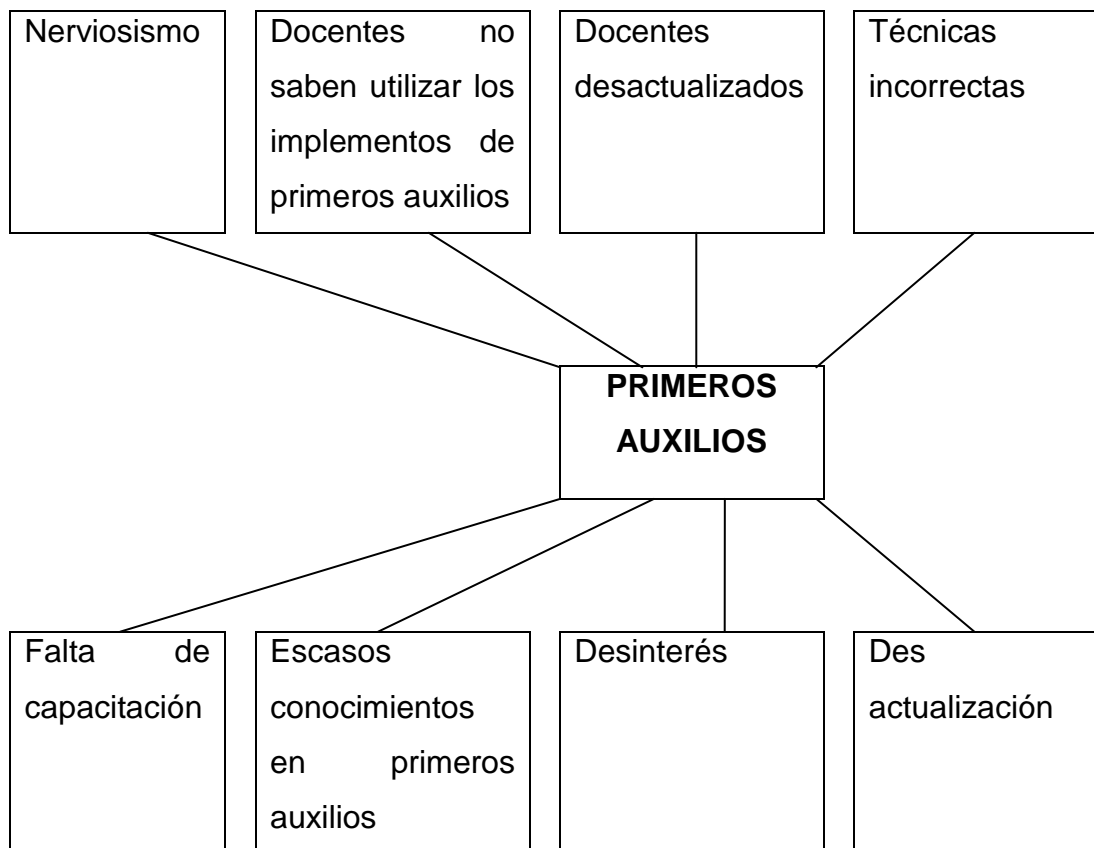 Nerviosismo
Docentes no
saben utilizar los
implementos de
primeros auxilios
Docentes
desactualizados
Técnicas
incorrectas
PRIMEROS
AUXILIOS
Falta de
capacitación
Escasos
conocimientos
en primeros
auxilios
Desinterés
Des
actualización